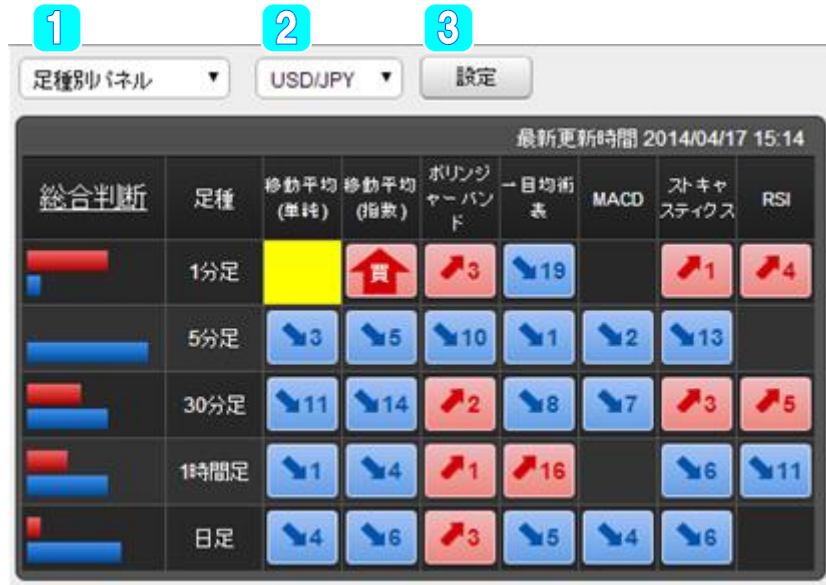 1 2 3
足種別パネル ▼ USD/JPY ▼ 設定
最新更新時間 2014/04/17 15:14
総合判断 足種 移動平均(単純) 移動平均(指数) ボリンジャーバンド 一目均衡表 MACD ストキャスティクス RSI
1分足 買 3 19 1 4
5分足 3 5 10 1 2 13
30分足 11 14 2 8 7 3 5
1時間足 1 4 1 16 6 11
日足 4 6 3 5 4 6